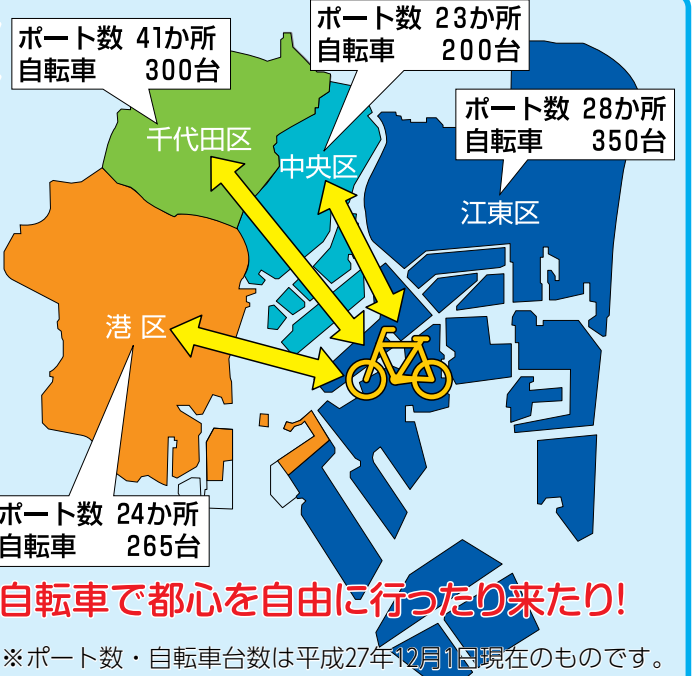 ポート数 23か所
自転車 200台
ポート数 41か所
自転車 300台
ポート数 28か所
自転車 350台
千代田区
中央区
江東区
港 区
ポート数 24か所
自転車 265台
自転車で都心を自由に行ったり来たり!
※ポート数・自転車台数は平成27年12月1日現在のものです。